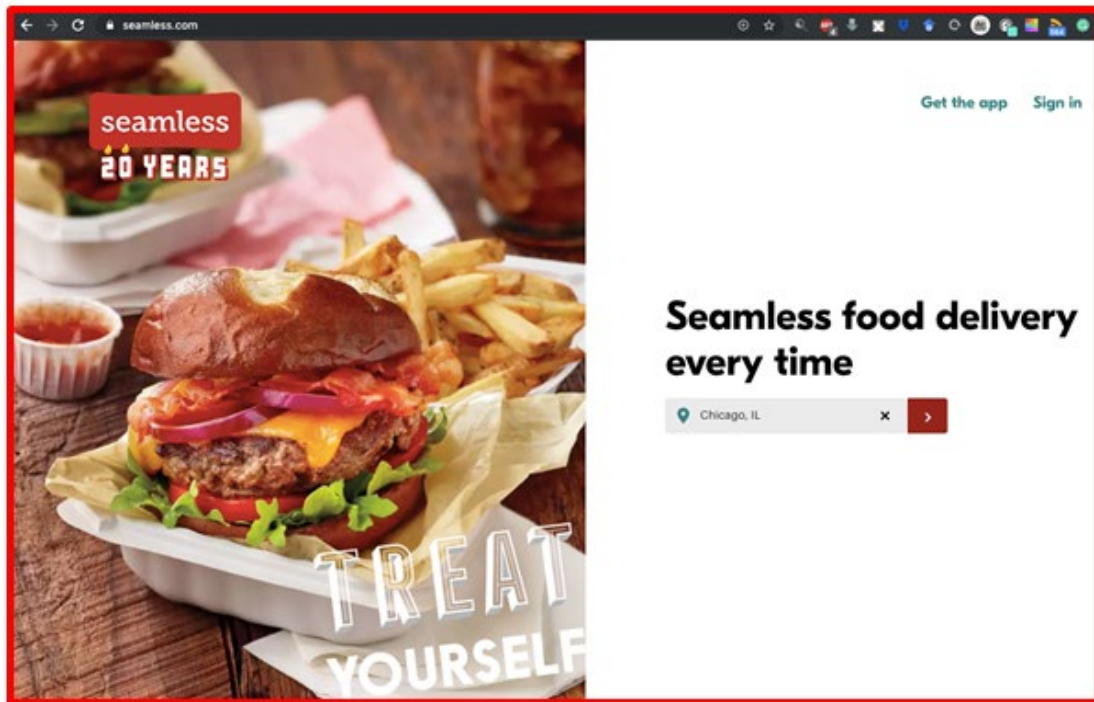 seamless.com
seamless
20 YEARS
Get the app Sign in
Seamless food delivery
every time
Chicago, IL
TREAT
YOURSELF